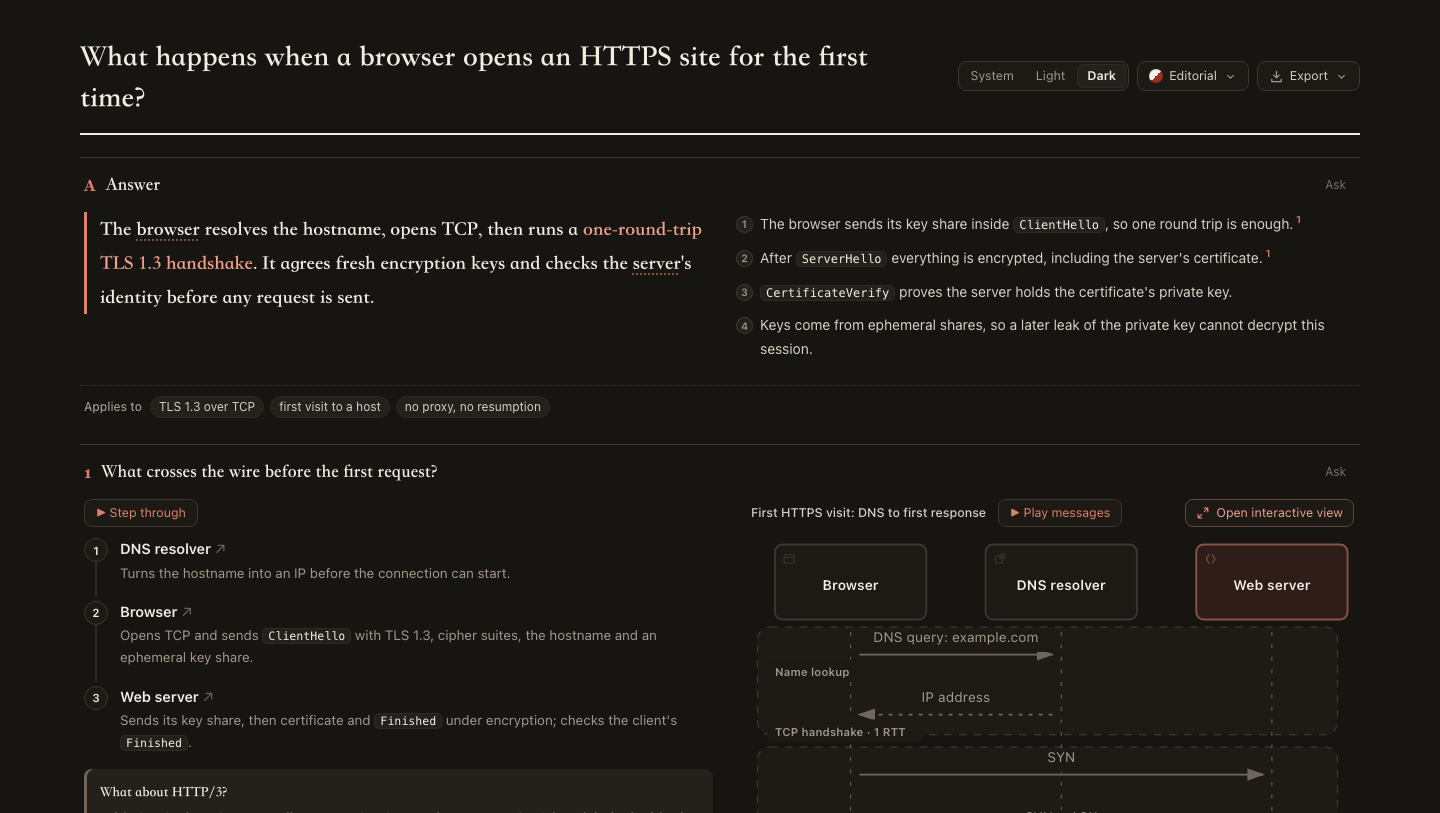 What happens when a browser opens an HTTPS site for the first
time?
System Light Dark
Editorial
Export
A Answer
Ask
The browser resolves the hostname, opens TCP, then runs a one-round-trip
TLS 1.3 handshake. It agrees fresh encryption keys and checks the server's
identity before any request is sent.
1 The browser sends its key share inside ClientHello, so one round trip is enough. 1
2 After ServerHello everything is encrypted, including the server's certificate. 1
3 CertificateVerify proves the server holds the certificate's private key.
4 Keys come from ephemeral shares, so a later leak of the private key cannot decrypt this
session.
Applies to TLS 1.3 over TCP first visit to a host no proxy, no resumption
1 What crosses the wire before the first request?
Ask
Step through
1 DNS resolver
Turns the hostname into an IP before the connection can start.
2 Browser
Opens TCP and sends ClientHello with TLS 1.3, cipher suites, the hostname and an
ephemeral key share.
3 Web server
Sends its key share, then certificate and Finished under encryption; checks the client's
Finished.
What about HTTP/3?
First HTTPS visit: DNS to first response
Play messages
Open interactive view
Browser
DNS resolver
Web server
DNS query: example.com
Name lookup
IP address
TCP handshake · 1 RTT
SYN